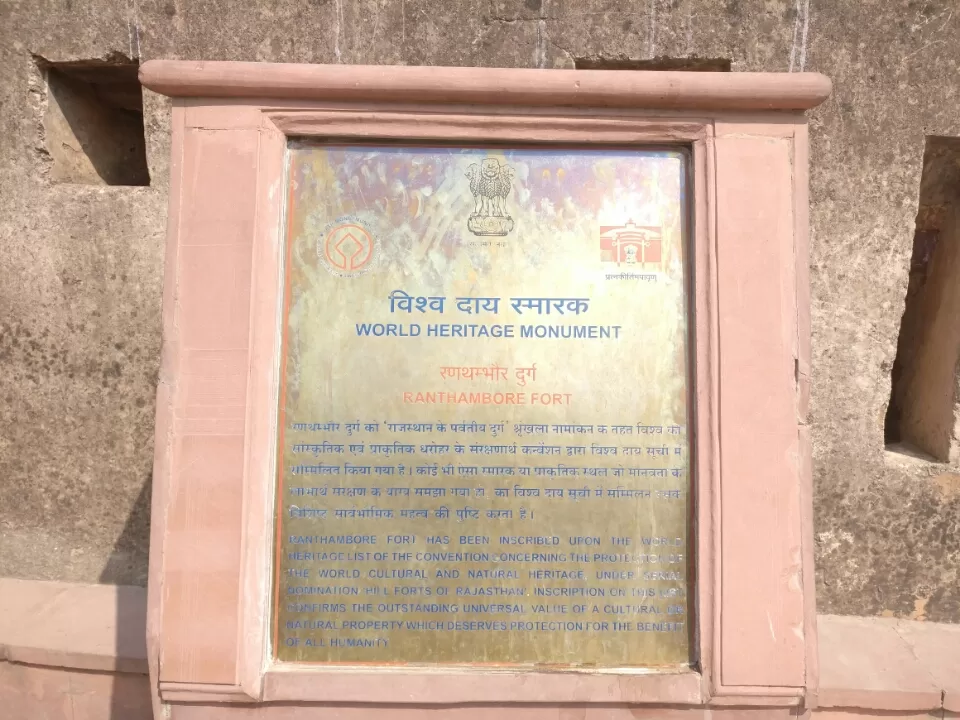 प्रत्नकीर्तिमपावृणु
विश्व दाय स्मारक
WORLD HERITAGE MONUMENT
रणथम्भौर दुर्ग
RANTHAMBORE FORT
रणथम्भौर दुर्ग को 'राजस्थान के पर्वतीय दुर्ग' श्रृंखला नामांकन के तहत विश्व की
सांस्कृतिक एवं प्राकृतिक धरोहर के संरक्षणार्थ कन्वेंशन द्वारा विश्व दाय सूची में
सम्मिलित किया गया है। कोई भी ऐसा स्मारक या प्राकृतिक स्थल जो मानवता के
लाभार्थ संरक्षण के योग्य समझा गया हो, का विश्व दाय सूची में सम्मिलन उसके
विशिष्ट सार्वभौमिक महत्व की पुष्टि करता है।
RANTHAMBORE FORT HAS BEEN INSCRIBED UPON THE WORLD
HERITAGE LIST OF THE CONVENTION CONCERNING THE PROTECTION OF
THE WORLD CULTURAL AND NATURAL HERITAGE, UNDER SERIAL
NOMINATION 'HILL FORTS OF RAJASTHAN'. INSCRIPTION ON THIS LIST
CONFIRMS THE OUTSTANDING UNIVERSAL VALUE OF A CULTURAL OR
NATURAL PROPERTY WHICH DESERVES PROTECTION FOR THE BENEFIT
OF ALL HUMANITY